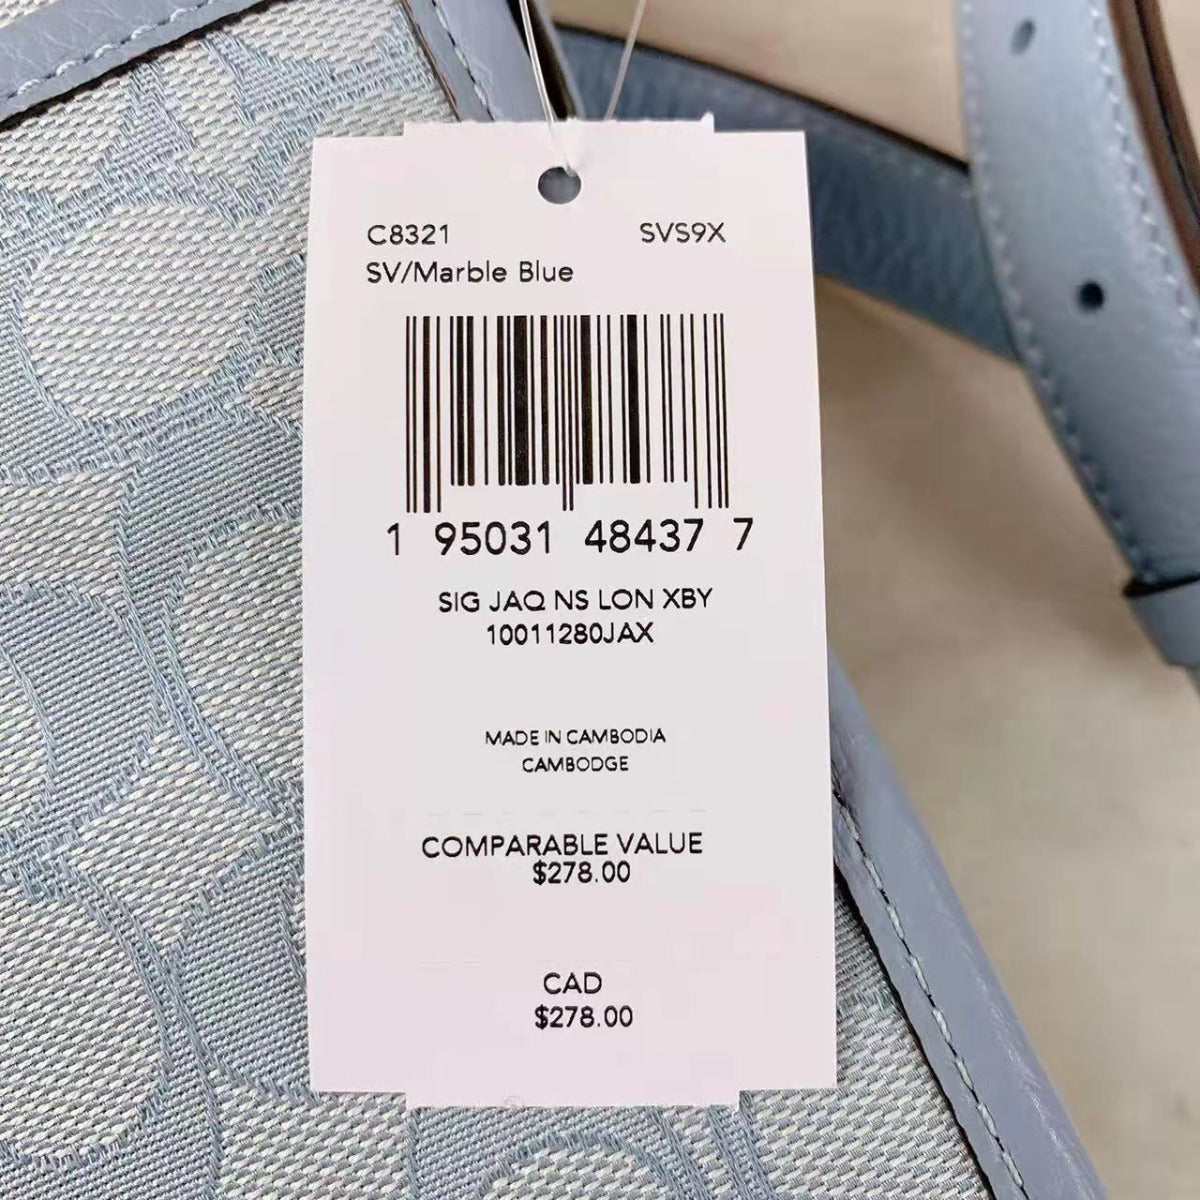 C8321 SVS9X
SV/Marble Blue
1 95031 48437 7
SIG JAQ NS LON XBY
10011280JAX
MADE IN CAMBODIA
CAMBODGE
COMPARABLE VALUE
$278.00
CAD
$278.00